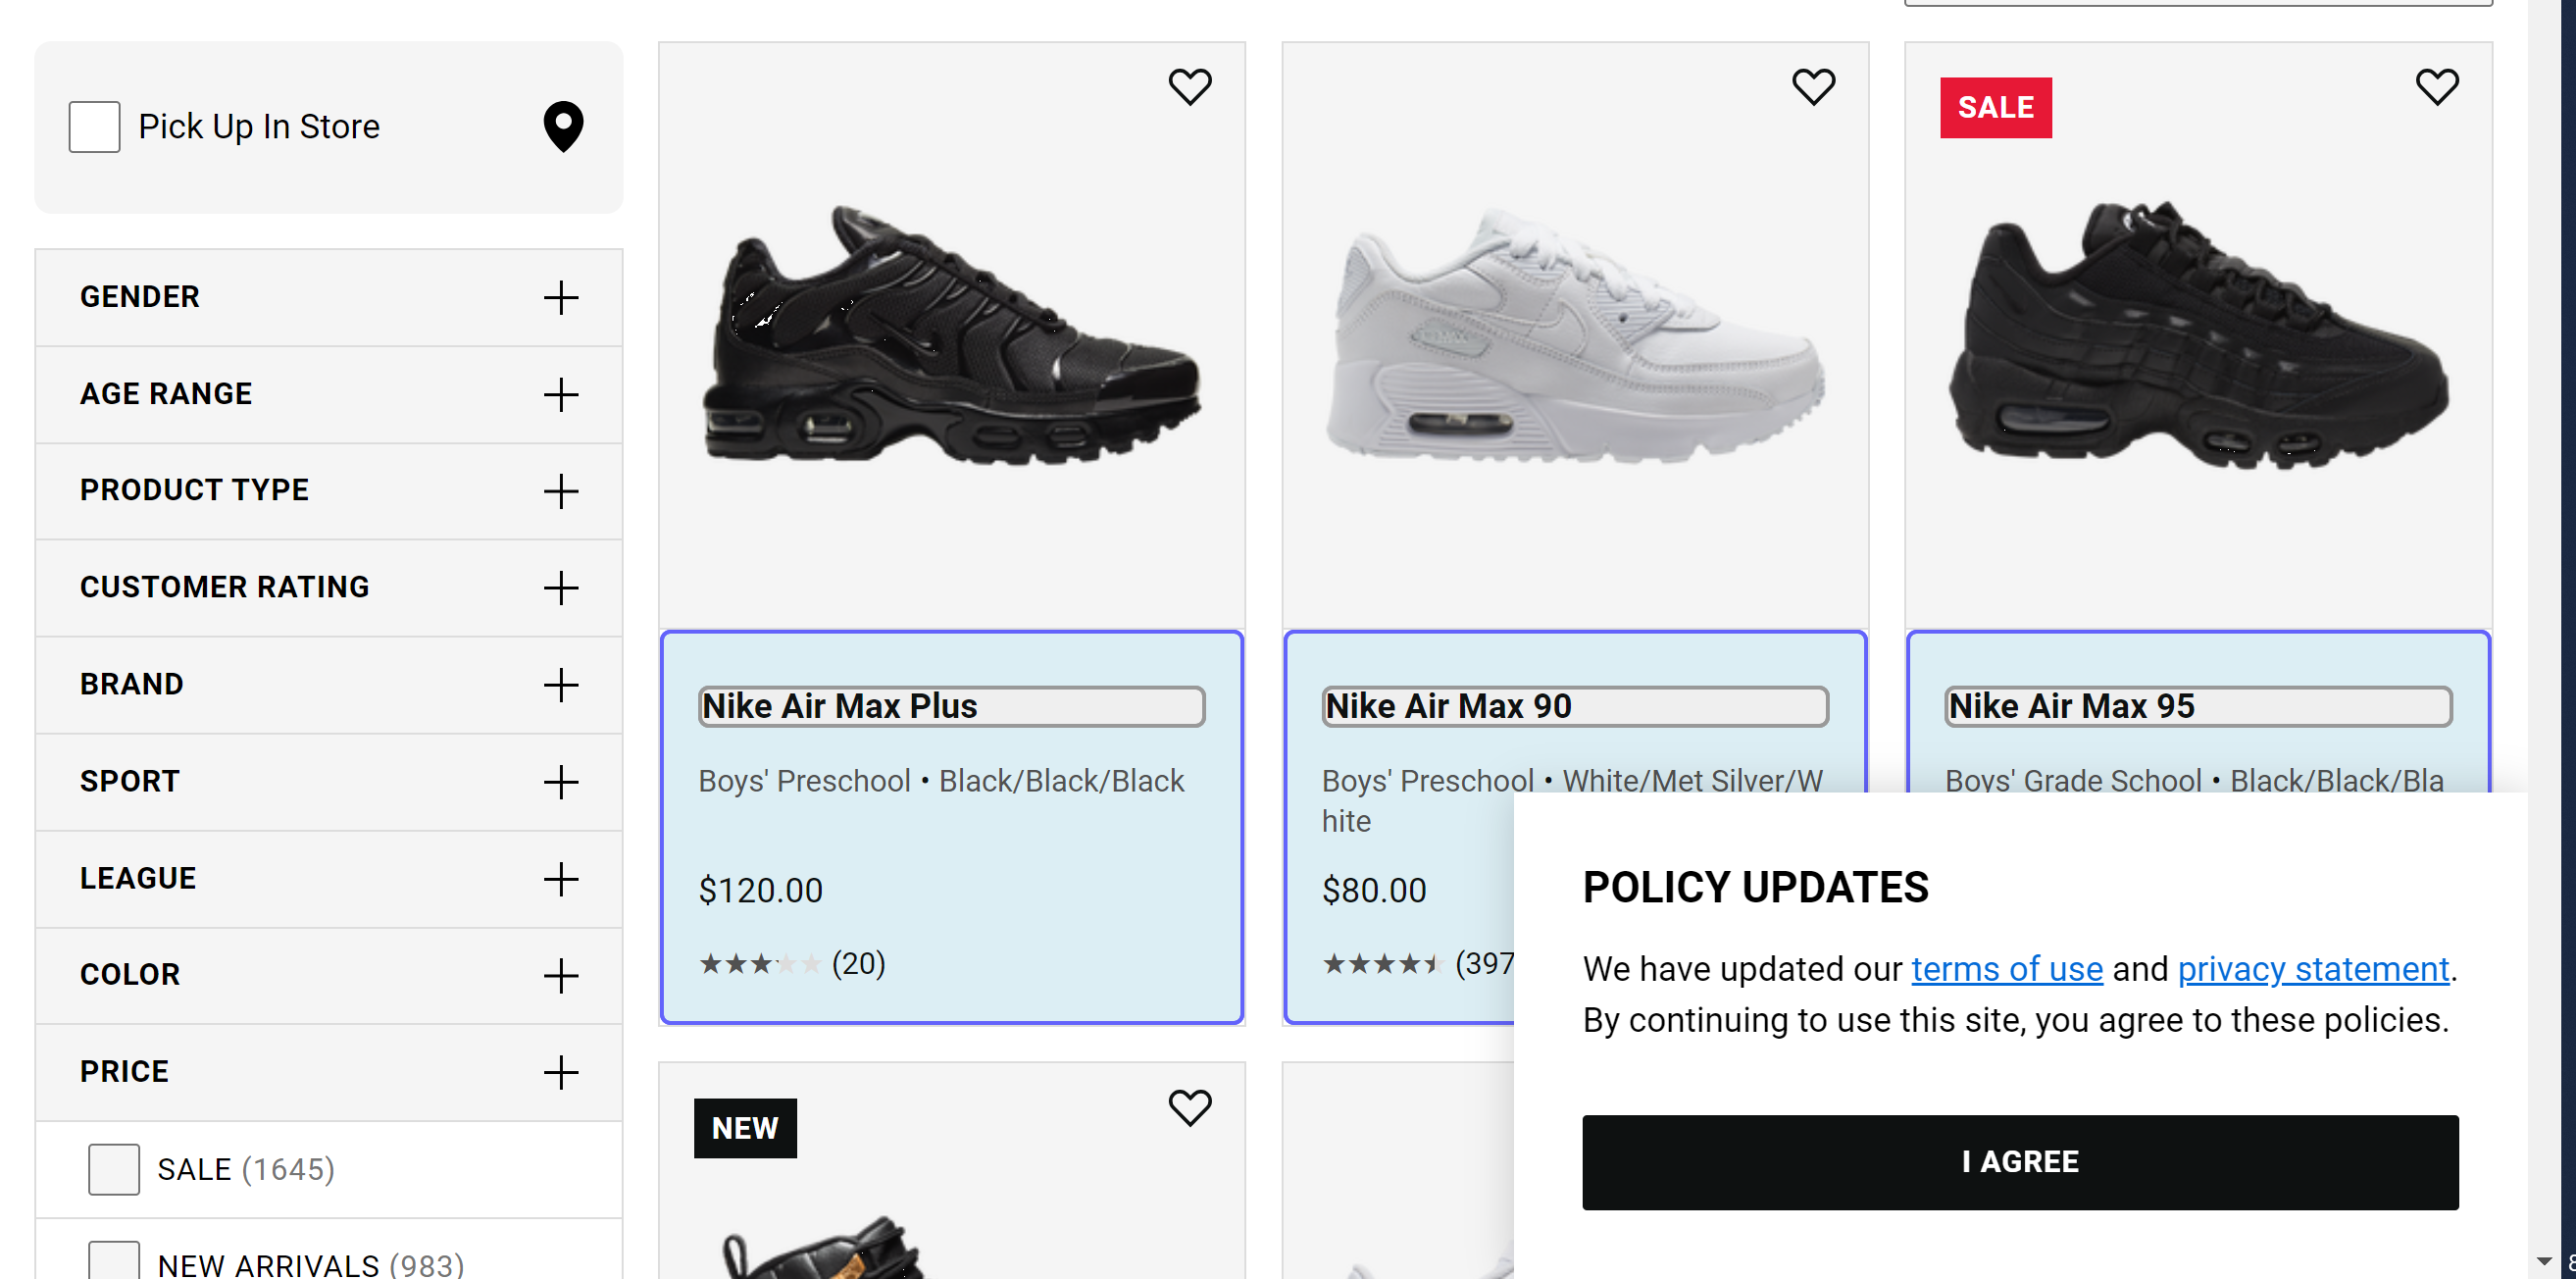 Pick Up In Store
GENDER
AGE RANGE
PRODUCT TYPE
CUSTOMER RATING
BRAND
SPORT
LEAGUE
COLOR
PRICE
SALE (1645)
NEW ARRIVALS (983)
Nike Air Max Plus
Boys' Preschool • Black/Black/Black
$120.00
(20)
Nike Air Max 90
Boys' Preschool • White/Met Silver/W
hite
$80.00
(397
SALE
Nike Air Max 95
Boys' Grade School • Black/Black/Bla
NEW
POLICY UPDATES
We have updated our terms of use and privacy statement.
By continuing to use this site, you agree to these policies.
I AGREE